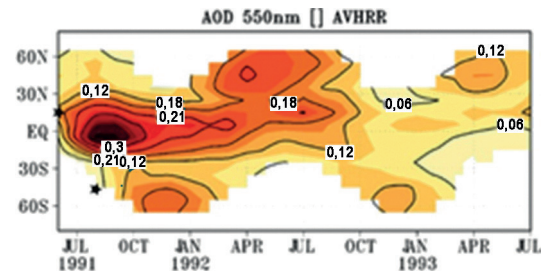 AOD 550nm [] AVHRR
60N
0,12
30N
0,12
0,18
0,18
0,06
0,21
EQ
0,06
0,3
0,12
0,21
0,12
30S
60S
JUL OCT JAN APR JUL OCT JAN APR JUL
1991 1992 1993